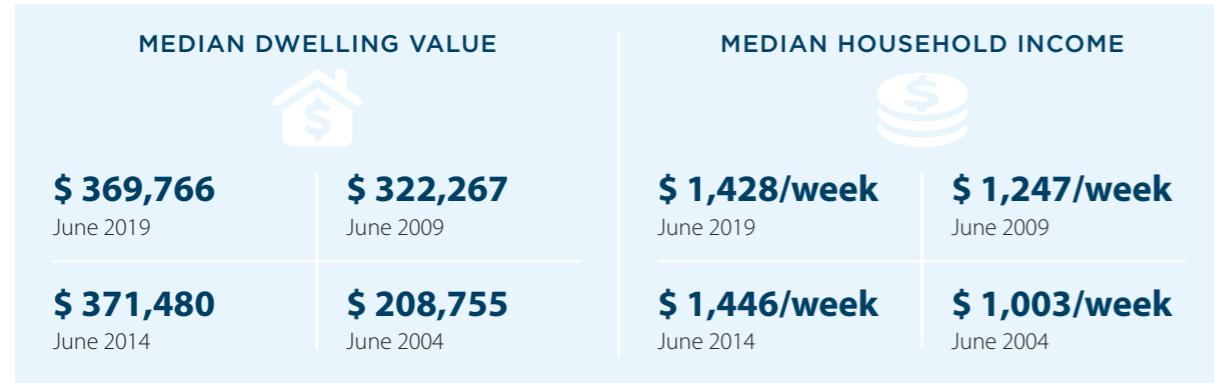 MEDIAN DWELLING VALUE
$
$ 369,766
June 2019
$ 322,267
June 2009
$ 371,480
June 2014
$ 208,755
June 2004
MEDIAN HOUSEHOLD INCOME
$
$ 1,428/week
June 2019
$ 1,247/week
June 2009
$ 1,446/week
June 2014
$ 1,003/week
June 2004